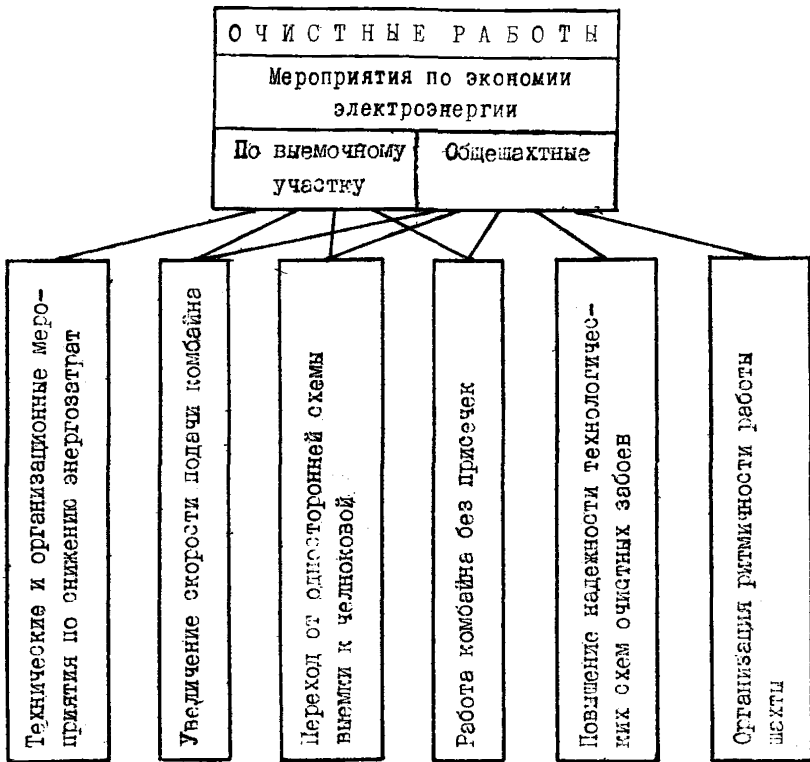 ОЧИСТНЫЕ РАБОТЫ
Мероприятия по экономии
электроэнергии
По выемочному
участку
Общешахтные
Технические и организационные меро-
приятия по снижению энергозатрат
Увеличение скорости подачи комбайна
Переход от односторонней схемы
выемки к челноковой
Работа комбайна без присечек
Повышение надежности технологичес-
ких схем очистных забоев
Организация ритмичности работы
шахты